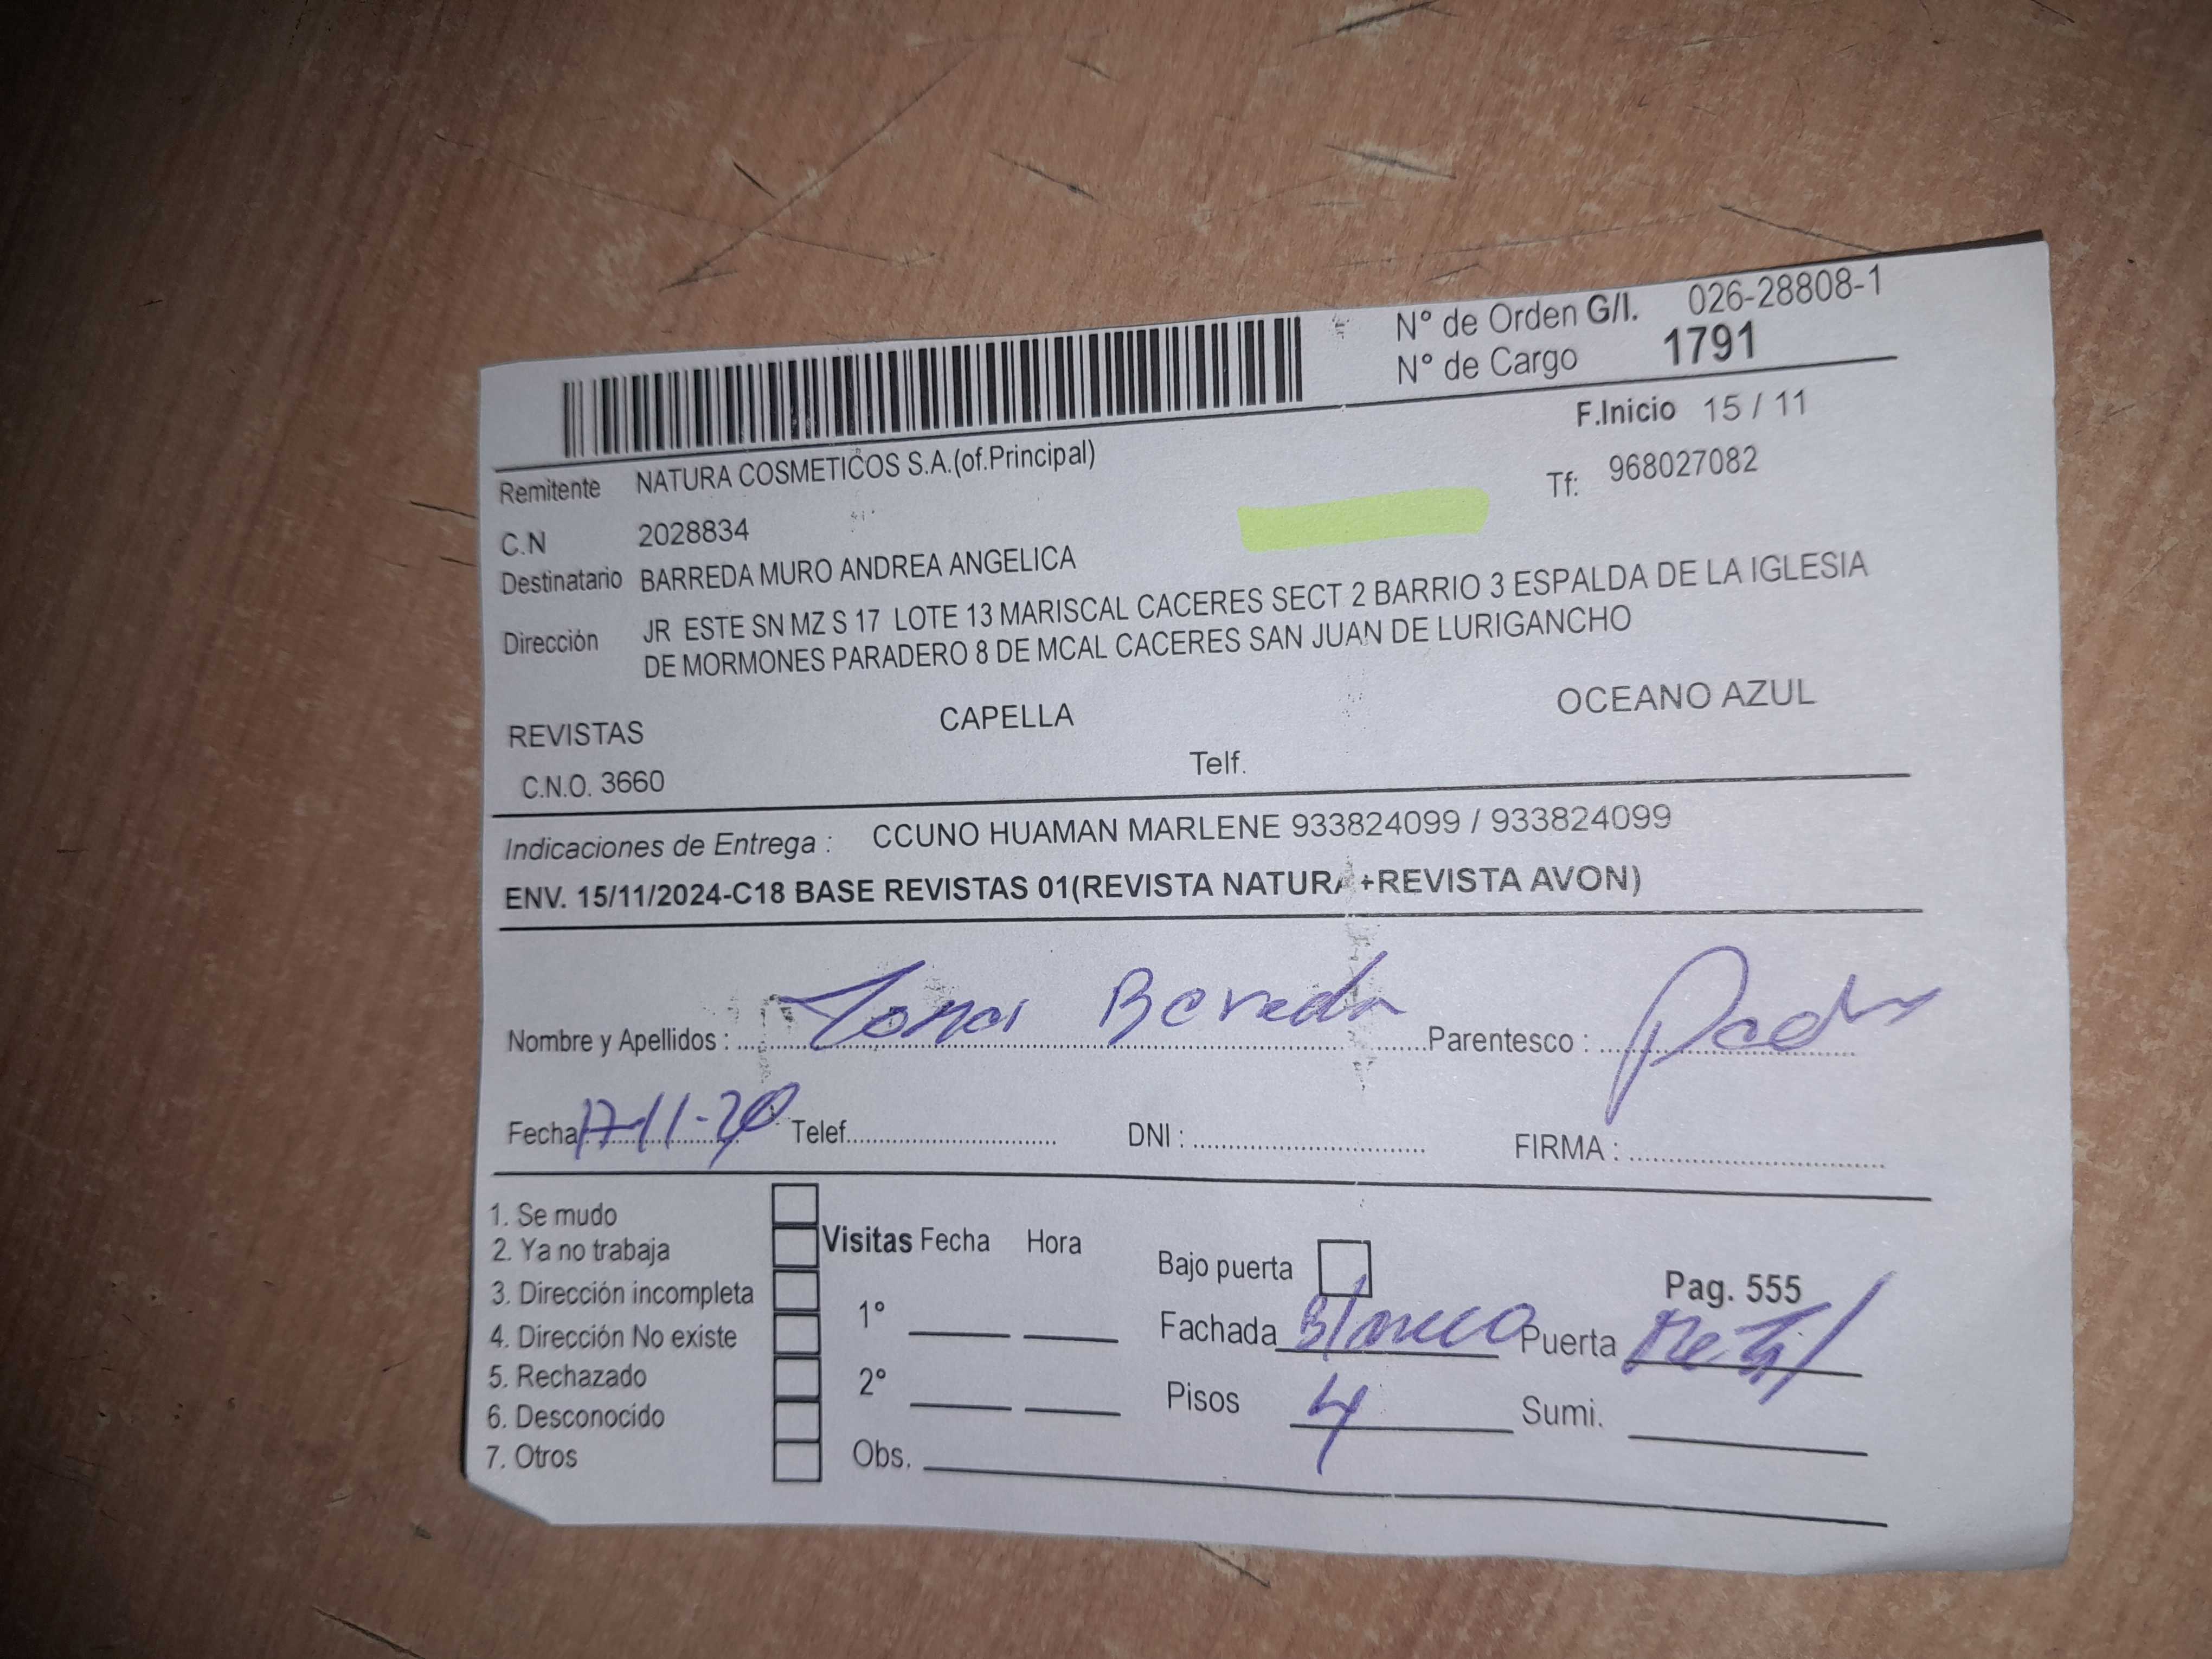 N° de Orden G/I. 026-28808-1
N° de Cargo 1791
F.Inicio 15 / 11
Remitente NATURA COSMETICOS S.A.(of.Principal)
Tf: 968027082
C.N 2028834
Destinatario BARREDA MURO ANDREA ANGELICA
Dirección JR ESTE SN MZ S 17 LOTE 13 MARISCAL CACERES SECT 2 BARRIO 3 ESPALDA DE LA IGLESIA
DE MORMONES PARADERO 8 DE MCAL CACERES SAN JUAN DE LURIGANCHO
REVISTAS CAPELLA OCEANO AZUL
C.N.O. 3660 Telf.
Indicaciones de Entrega : CCUNO HUAMAN MARLENE 933824099 / 933824099
ENV. 15/11/2024-C18 BASE REVISTAS 01(REVISTA NATURA +REVISTA AVON)
Nombre y Apellidos : Parentesco :
Fecha 17-11- Telef. DNI : FIRMA :
1. Se mudo
2. Ya no trabaja
3. Dirección incompleta
4. Dirección No existe
5. Rechazado
6. Desconocido
7. Otros
Visitas Fecha Hora
1°
2°
Obs.
Bajo puerta
Pag. 555
Fachada Blanca Puerta Metal
Pisos 4 Sumi.